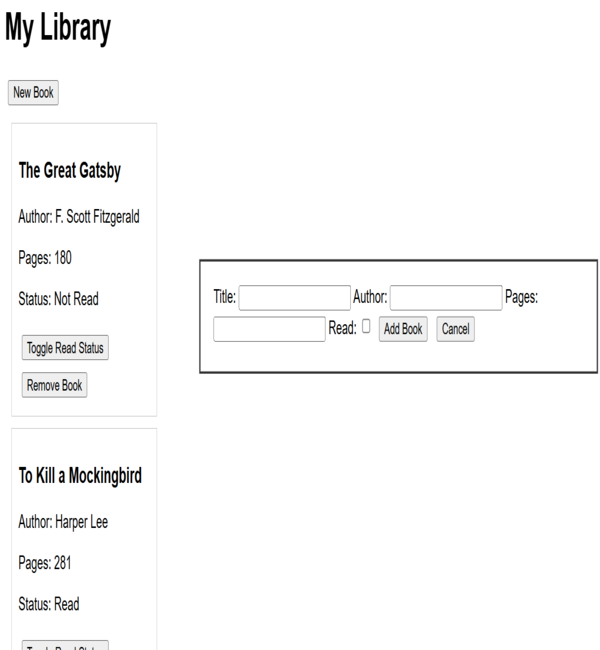 My Library
New Book
The Great Gatsby
Author: F. Scott Fitzgerald
Pages: 180
Status: Not Read
Toggle Read Status
Remove Book
Title: Author: Pages:
Read: Add Book Cancel
To Kill a Mockingbird
Author: Harper Lee
Pages: 281
Status: Read